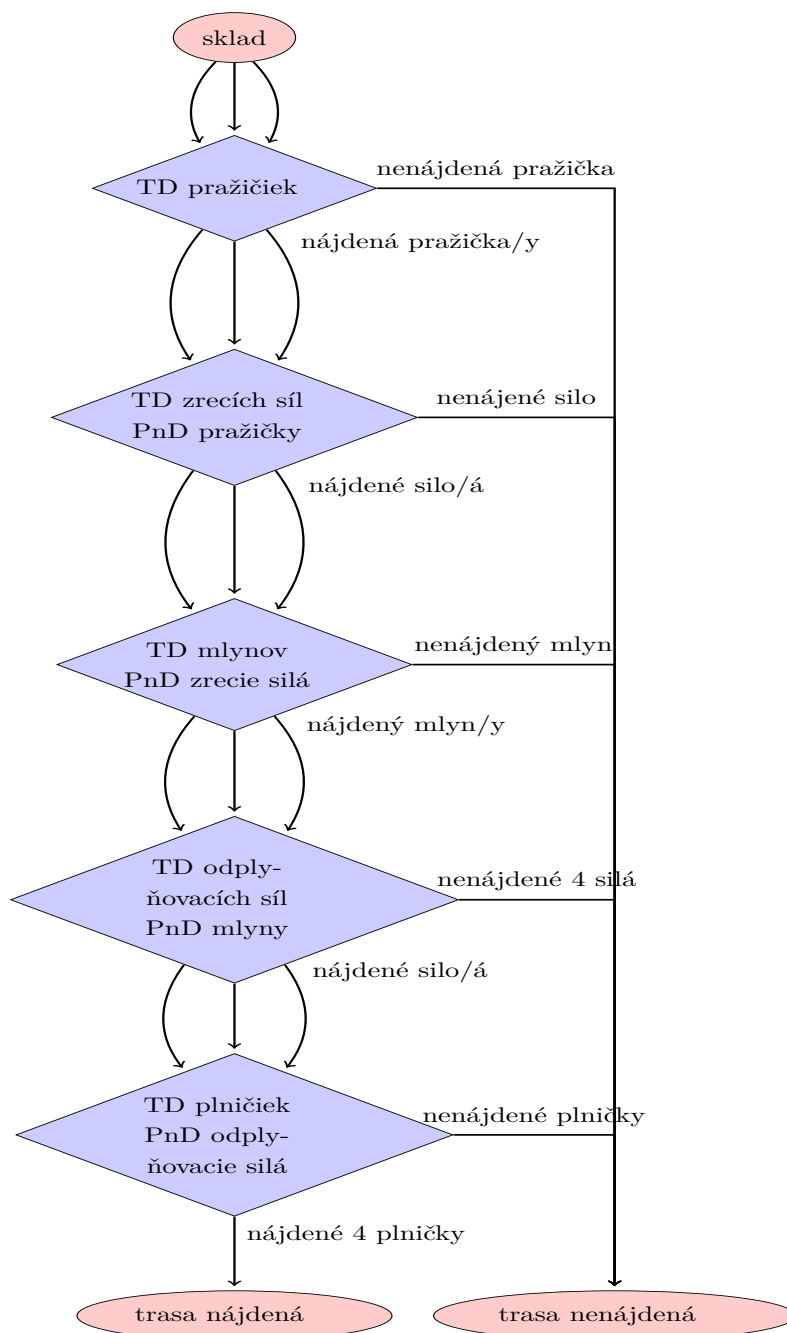 sklad
TD pražičiek
nenájdená pražička
nájdená pražička/y
TD zrecích síl
PnD pražičky
nenájené silo
nájdené silo/á
TD mlynov
PnD zrecie silá
nenájdený mlyn
nájdený mlyn/y
TD odply-
ňovacích síl
PnD mlyny
nenájdené 4 silá
nájdené silo/á
TD plničiek
PnD odply-
ňovacie silá
nenájdené plničky
nájdené 4 plničky
trasa nájdená
trasa nenájdená